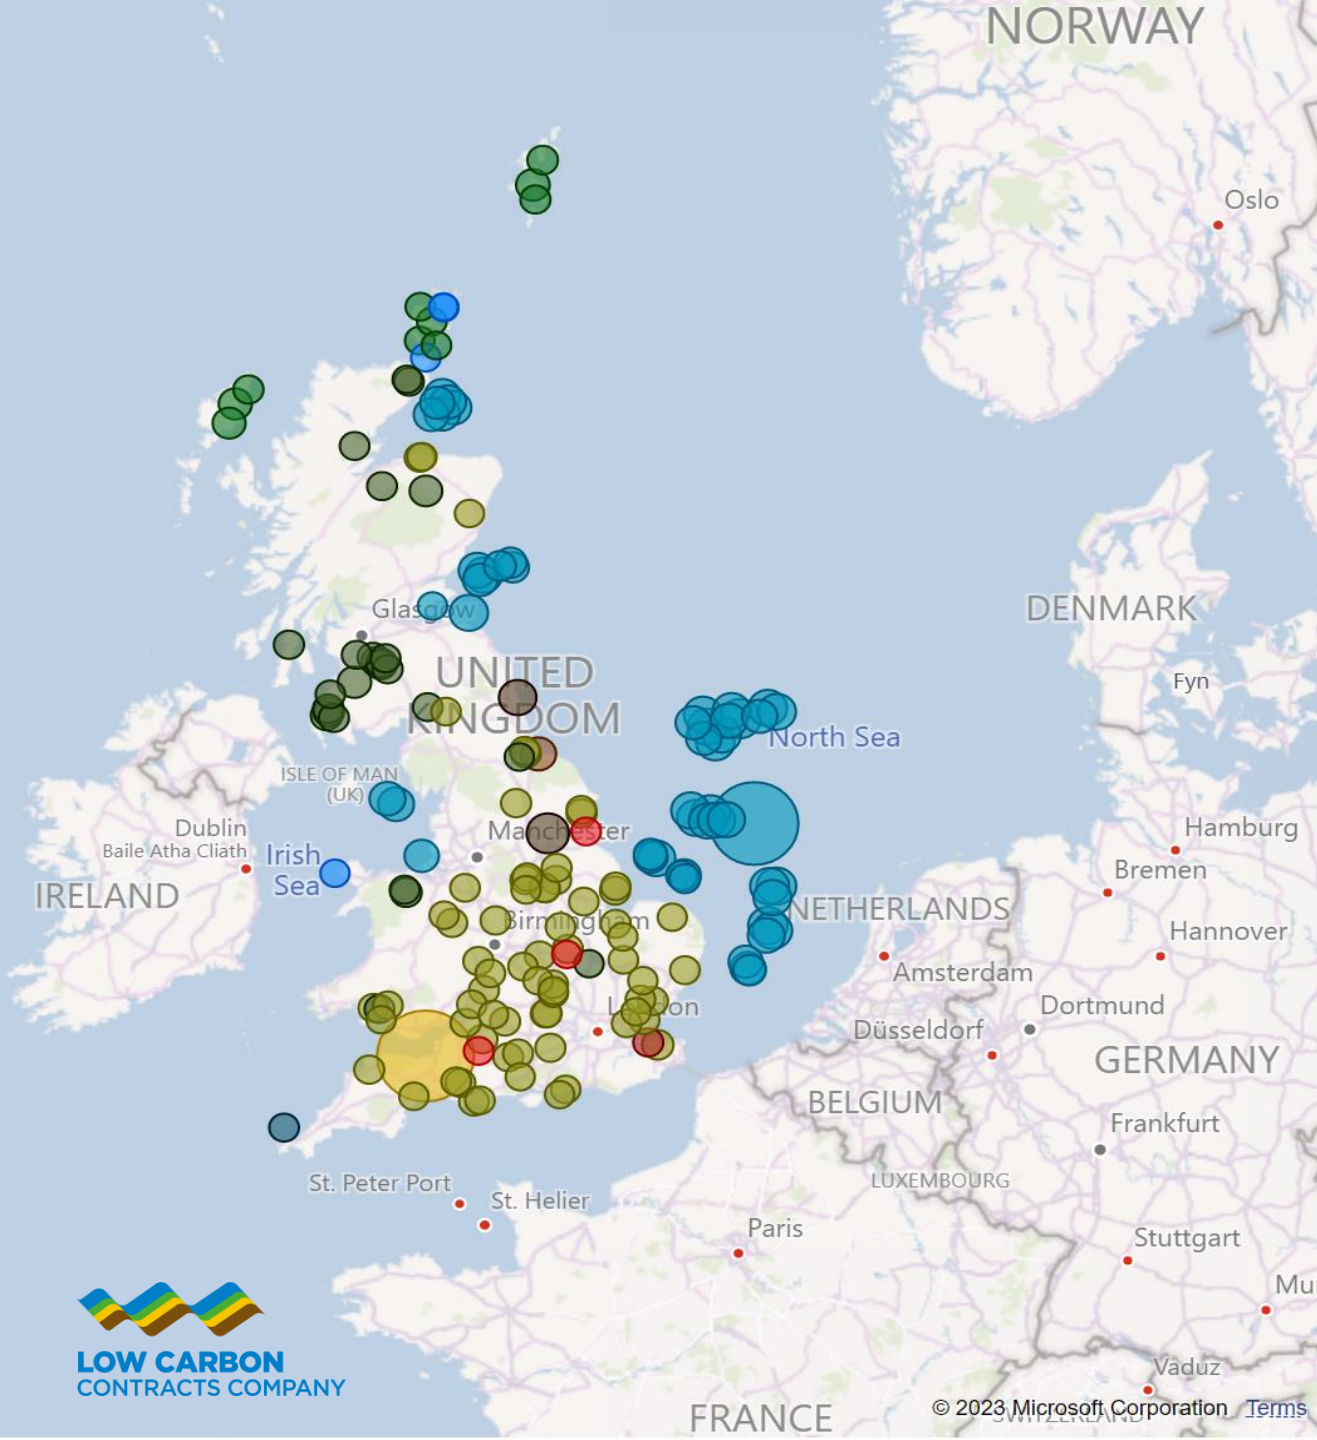 NORWAY
Oslo
Glasgow
DENMARK
UNITED
KINGDOM
Fyn
North Sea
ISLE OF MAN
(UK)
Dublin
Baile Atha Cliath
Irish
Sea
Manchester
Hamburg
Bremen
IRELAND
Birmingham
NETHERLANDS
Hannover
Amsterdam
London
Dortmund
Düsseldorf
GERMANY
BELGIUM
Frankfurt
St. Peter Port
St. Helier
LUXEMBOURG
Paris
Stuttgart
Mu
LOW CARBON
CONTRACTS COMPANY
Vaduz
FRANCE
SWITZERLAND
© 2023 Microsoft Corporation Terms